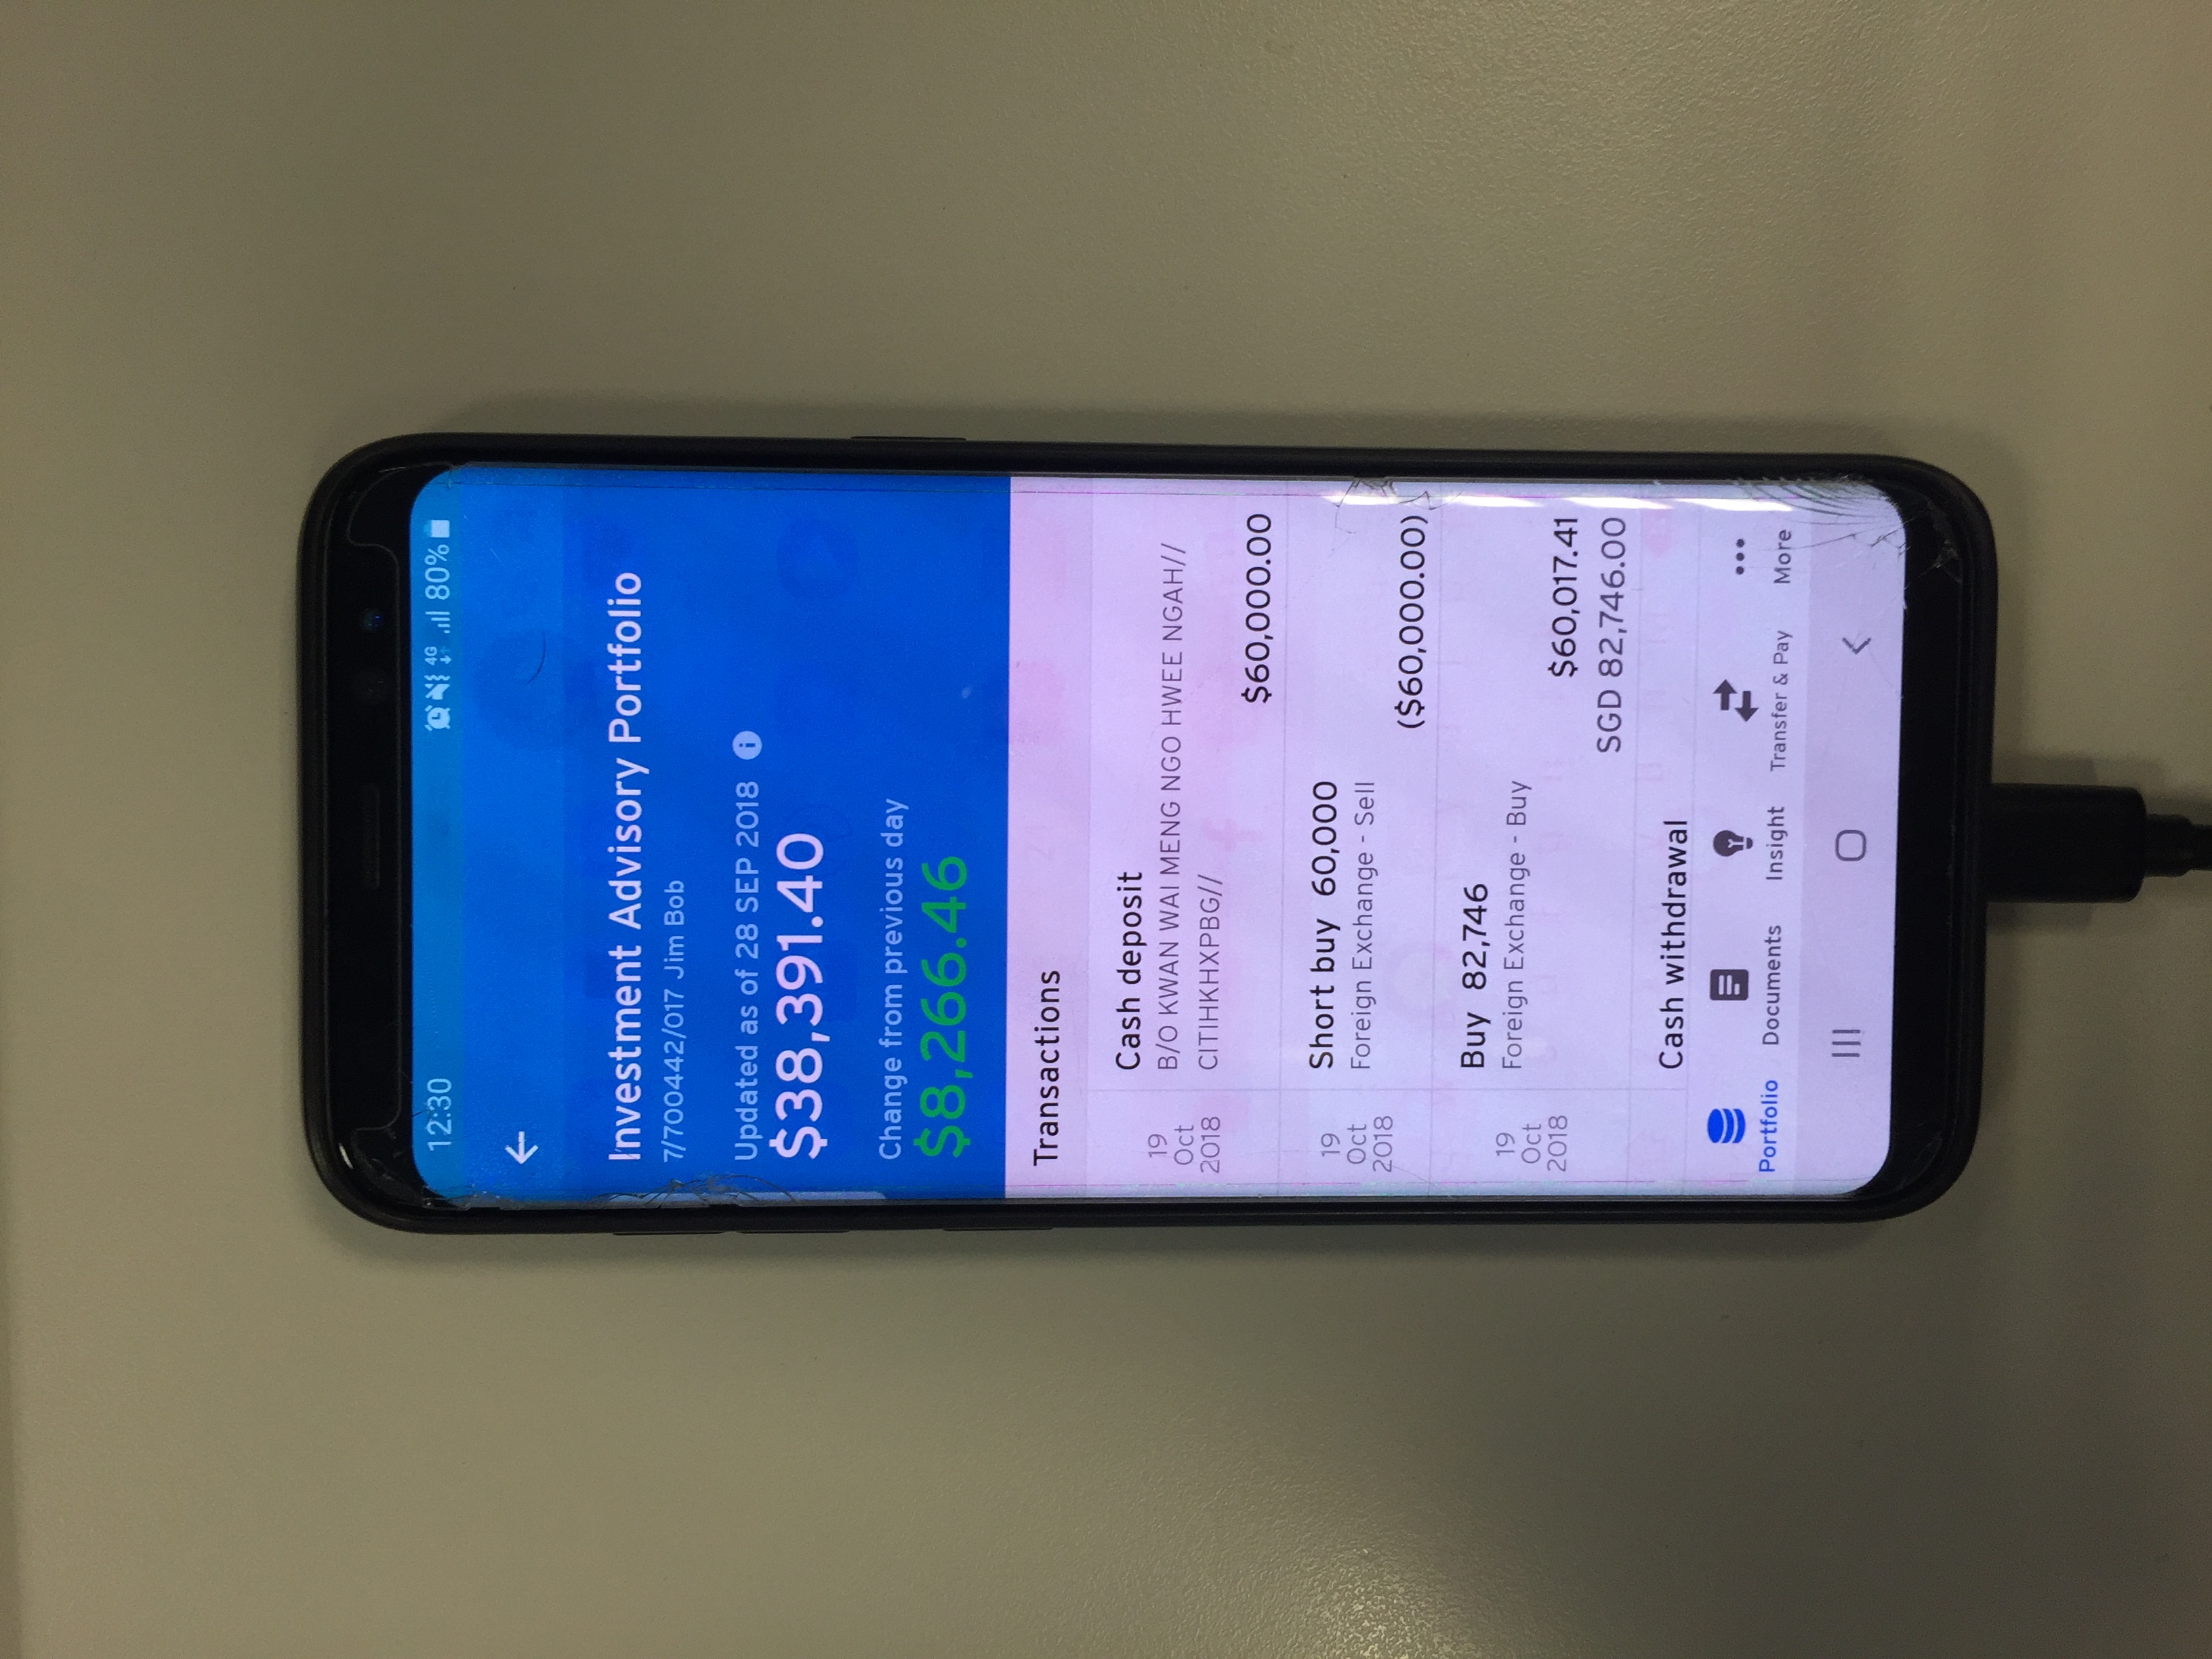 12:30
4G
80%
Investment Advisory Portfolio
7/700442/017 Jim Bob
Updated as of 28 SEP 2018
$38,391.40
Change from previous day
$8,266.46
Transactions
19 Oct 2018
Cash deposit
B/O KWAN WAI MENG NGO HWEE NGAH//
CITIHKHXPBG//
$60,000.00
19 Oct 2018
Short buy 60,000
Foreign Exchange - Sell
($60,000.00)
19 Oct 2018
Buy 82,746
Foreign Exchange - Buy
$60,017.41
SGD 82,746.00
Cash withdrawal
Portfolio
Documents
Insight
Transfer & Pay
More